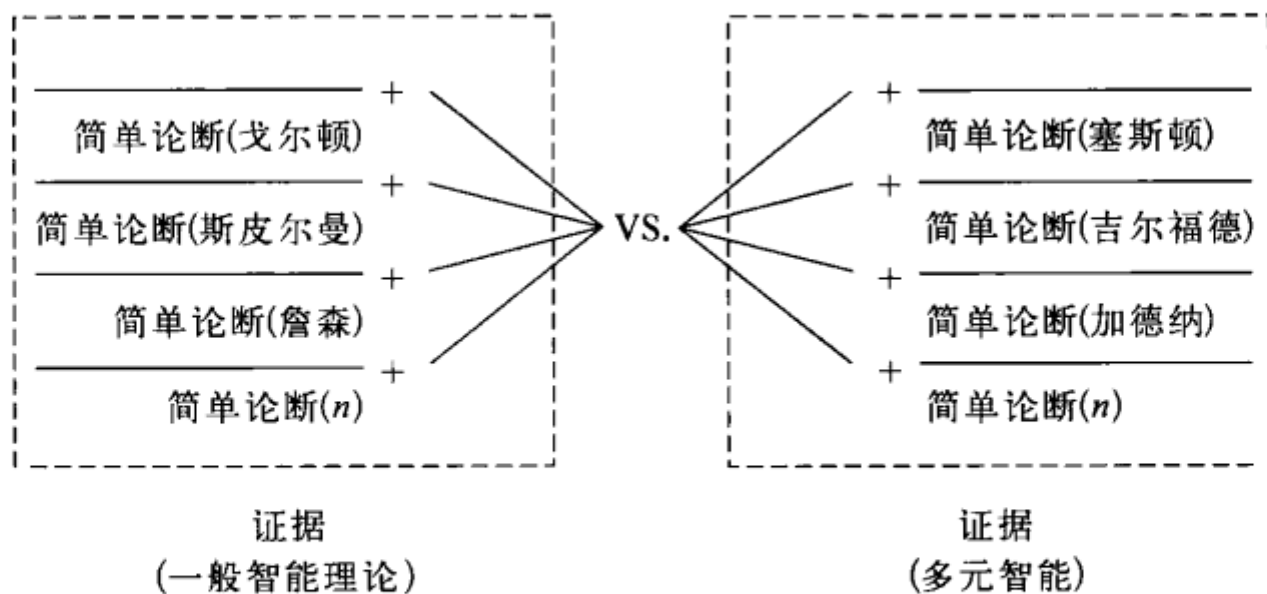 简单论断(戈尔顿)
简单论断(斯皮尔曼)
简单论断(詹森)
简单论断(n)
+
+
+
+
VS.
+
+
+
+
简单论断(塞斯顿)
简单论断(吉尔福德)
简单论断(加德纳)
简单论断(n)
证据
(一般智能理论)
证据
(多元智能)